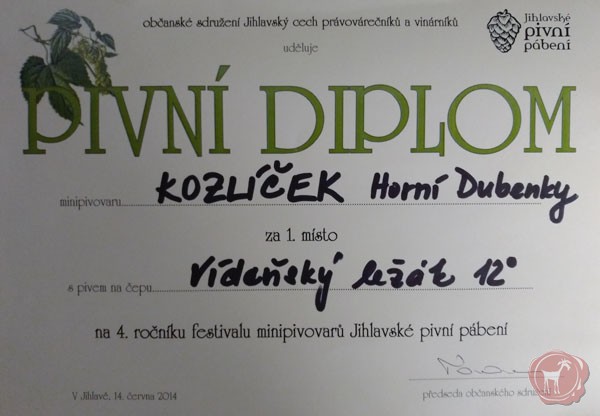 občanské sdružení Jihlavský cech právovárečníků a vinárníků
Jihlavské
pivní
pábení
uděluje
PIVNÍ DIPLOM
minipivovaru KOZLÍČEK Horní Dubenky
za 1. místo
s pivem na čepu Vídeňský ležák 12°
na 4. ročníku festivalu minipivovarů Jihlavské pivní pábení
V Jihlavě, 14. června 2014
předseda občanského